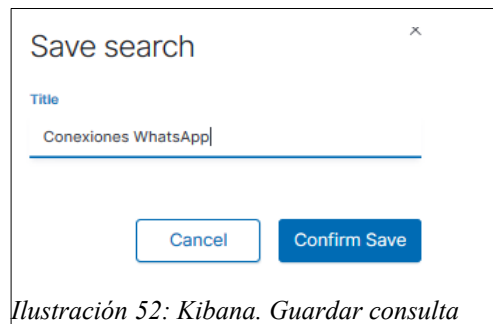 Save search
Title
Conexiones WhatsApp
Cancel
Confirm Save
Ilustración 52: Kibana. Guardar consulta